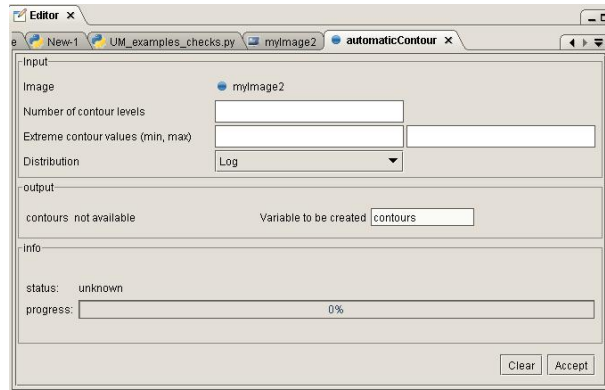 Editor
e New-1 UM_examples_checks.py myImage2 automaticContour
Input
Image myImage2
Number of contour levels
Extreme contour values (min, max)
Distribution Log
output
contours not available Variable to be created contours
info
status: unknown
progress: 0%
Clear Accept